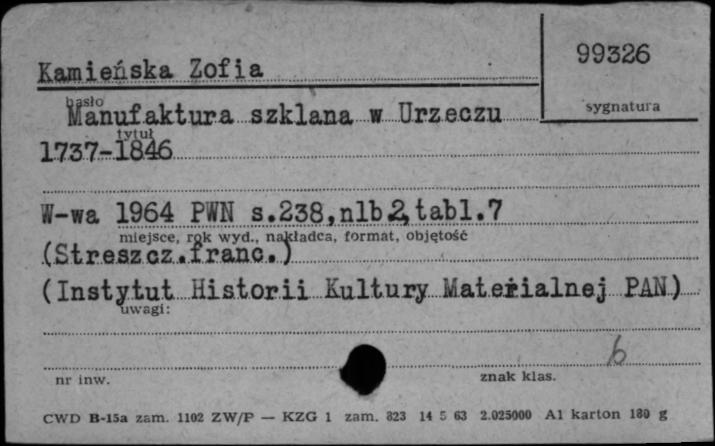 Kamieńska Zofia
99326
hasło
sygnatura
Manufaktura szklana w Urzeczu
tytuł
1737-1846
W-wa 1964 PWN s.238,nlb2,tabl.7
miejsce, rok wyd., nakładca, format, objętość
(Streszcz.franc.)
(Instytut Historii Kultury Materialnej PAN)
uwagi:
b
nr inw.
znak klas.
CWD B-15a zam. 1102 ZW/P — KZG 1 zam. 823 14 5 63 2.025000 A1 karton 180 g